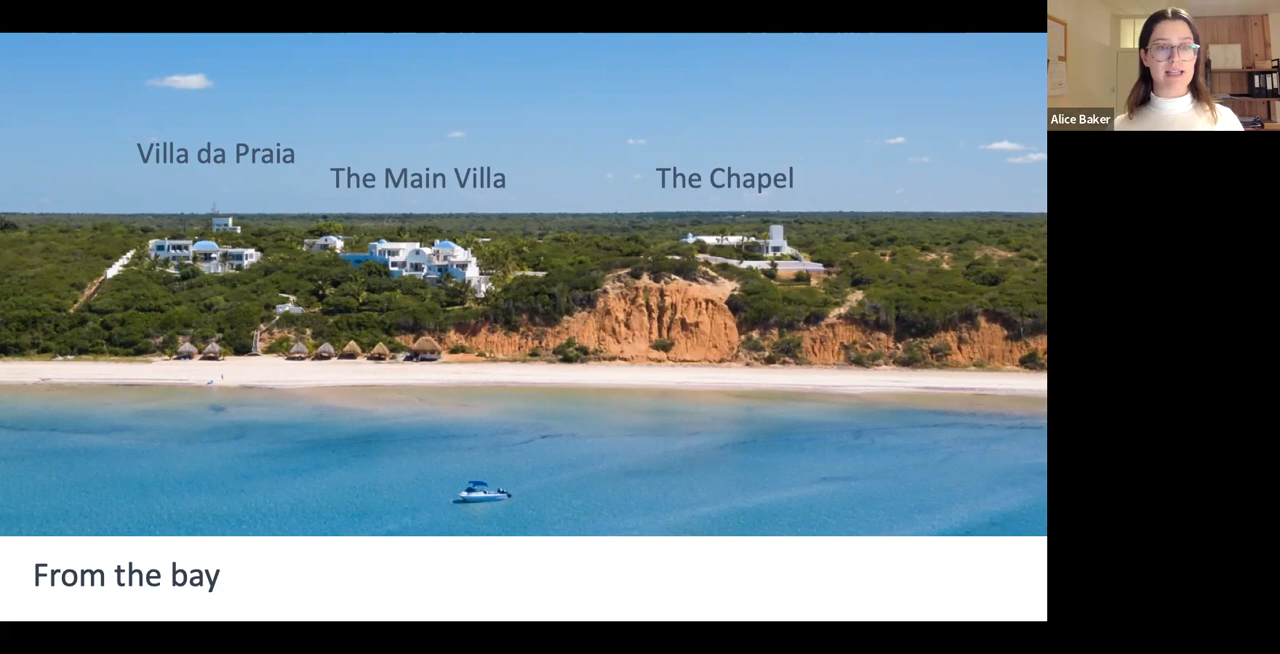 Villa da Praia
The Main Villa
The Chapel
Alice Baker
From the bay